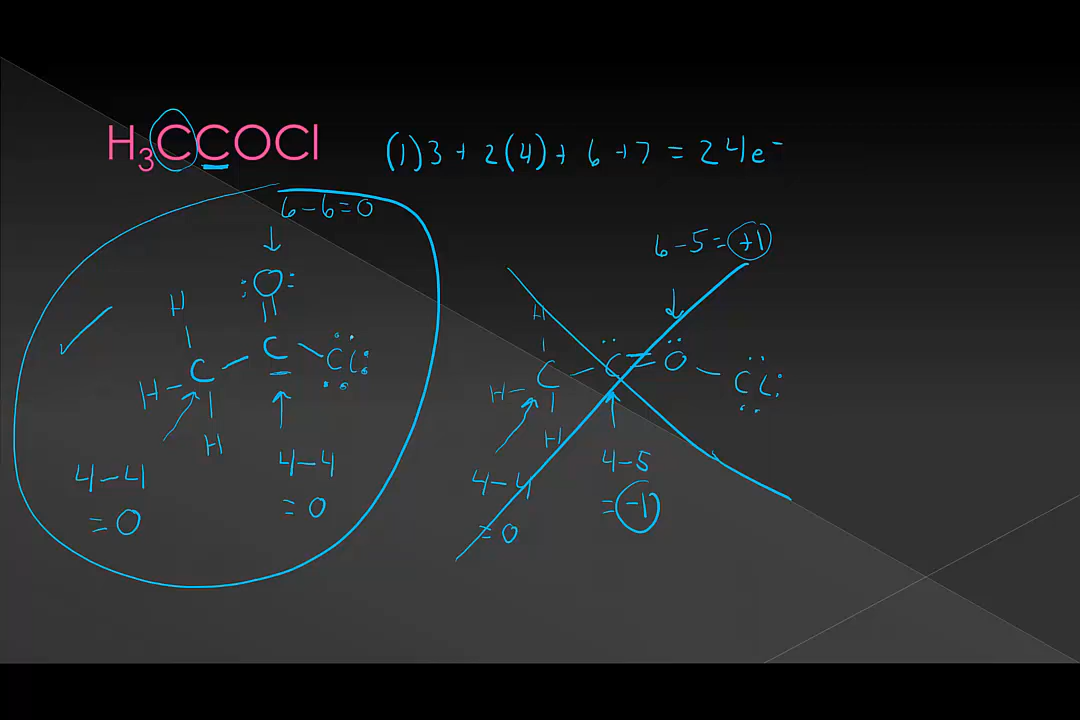 H₃CCOCl (1)3 + 2(4) + 6 + 7 = 24e⁻
6-6=0
↓
:O:
H || 
| C Cl
H-C
H
4-4
=0
4-4
=0
6-5=+1
↓
H
|
H-C - C = O - Cl
|
H
4-4
=0
4-5
=-1